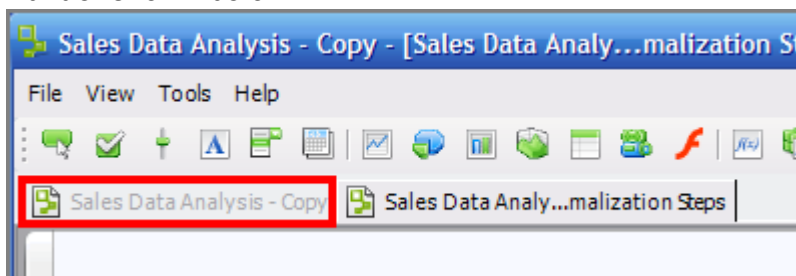 Sales Data Analysis - Copy - [Sales Data Analy...malization S
File View Tools Help
A f(x)
Sales Data Analysis - Copy Sales Data Analy...malization Steps